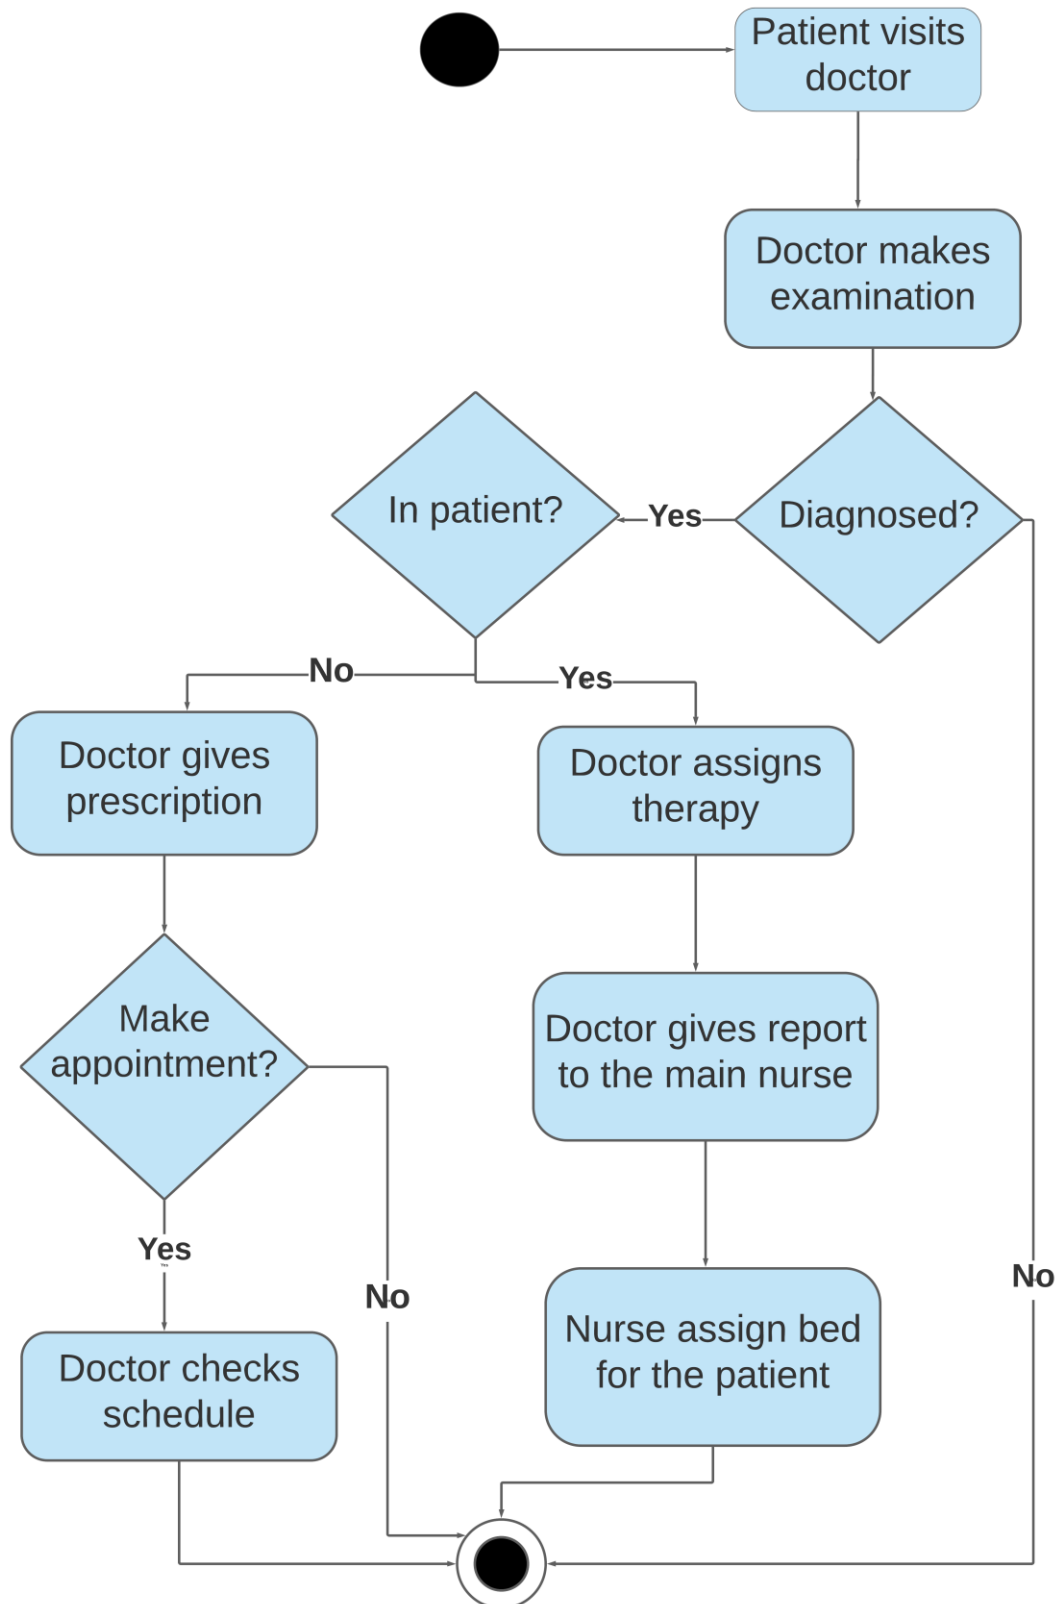 Patient visits
doctor
Doctor makes
examination
In patient?
Yes
Diagnosed?
No
Yes
Doctor gives
prescription
Doctor assigns
therapy
Make
appointment?
Doctor gives report
to the main nurse
Yes
No
No
Nurse assign bed
for the patient
Doctor checks
schedule